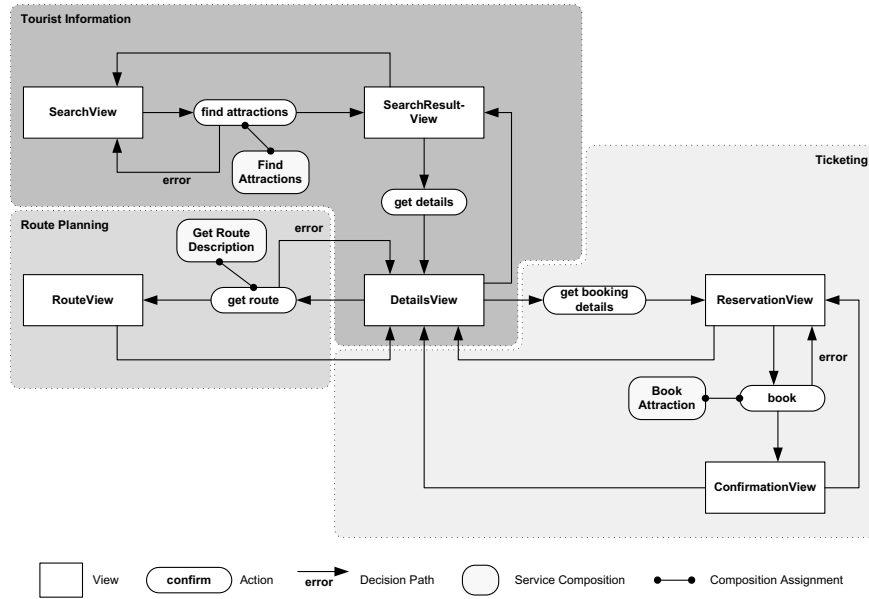 Tourist Information
SearchView
find attractions
SearchResult-
View
error
Find
Attractions
get details
Ticketing
Route Planning
Get Route
Description
error
RouteView
get route
DetailsView
get booking
details
ReservationView
error
Book
Attraction
book
ConfirmationView
View
confirm
Action
error
Decision Path
Service Composition
Composition Assignment